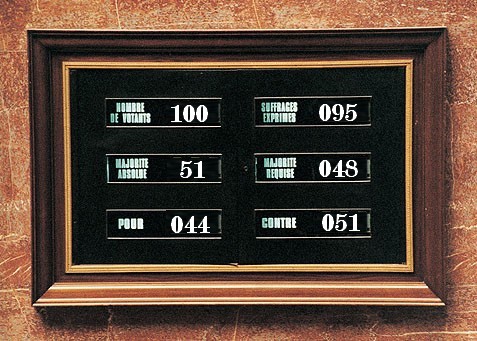 NOMBRE
DE VOTANTS 100
SUFFRAGES
EXPRIMES 095
MAJORITE
ABSOLUE 51
MAJORITE
REQUISE 048
POUR 044
CONTRE 051